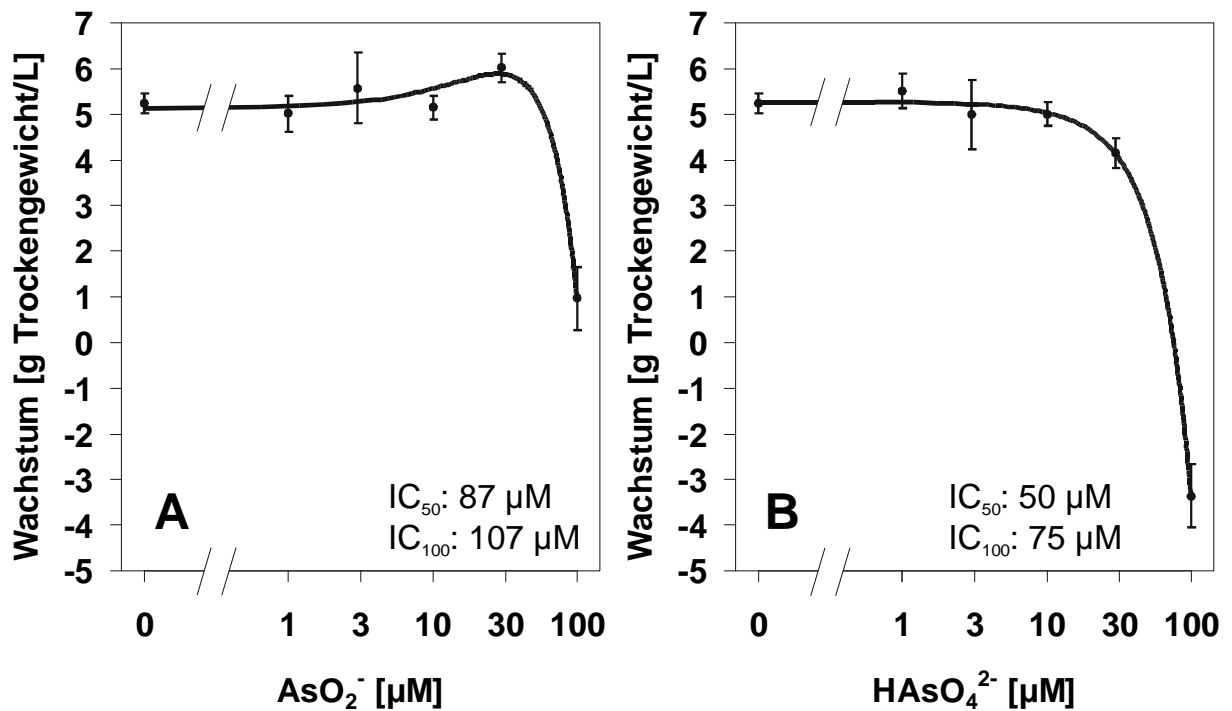 Wachstum [g Trockengewicht/L]
7
6
5
4
3
2
1
0
-1
-2
-3
-4
-5
A
IC₅₀: 87 µM
IC₁₀₀: 107 µM
0 1 3 10 30 100
AsO₂⁻ [µM]
Wachstum [g Trockengewicht/L]
7
6
5
4
3
2
1
0
-1
-2
-3
-4
-5
B
IC₅₀: 50 µM
IC₁₀₀: 75 µM
0 1 3 10 30 100
HAsO₄²⁻ [µM]